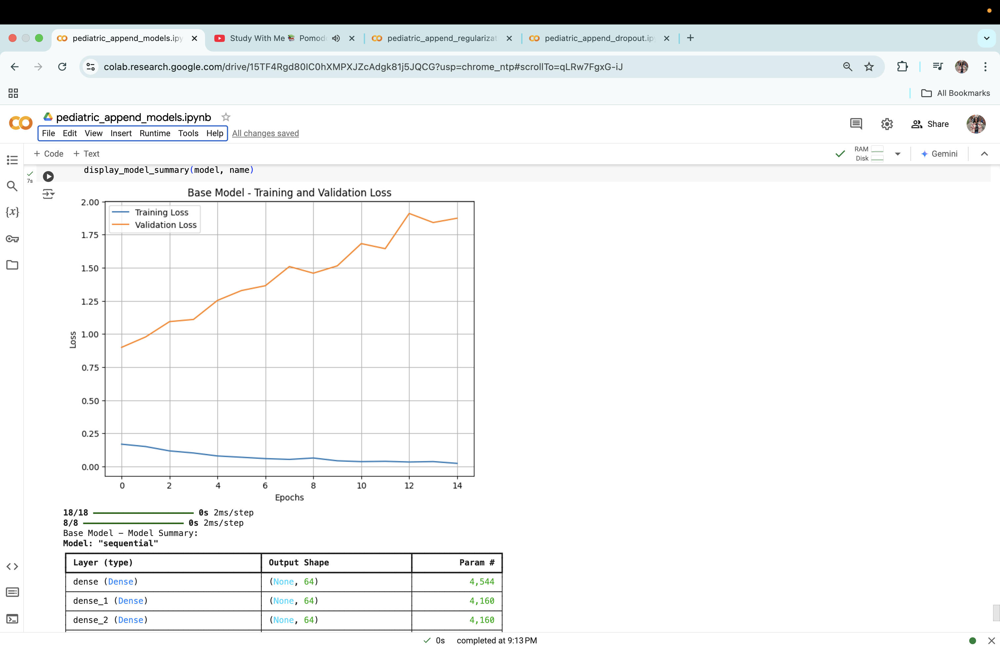 pediatric_append_models.ipy
Study With Me 📚 Pomod
pediatric_append_regularizat
pediatric_append_dropout.ip
colab.research.google.com/drive/15TF4Rgd80IC0hXMPXJZcAdgk81j5JQCG?usp=chrome_ntp#scrollTo=qLRw7FgxG-iJ
All Bookmarks
pediatric_append_models.ipynb
File Edit View Insert Runtime Tools Help All changes saved
Share
+ Code + Text
RAM
Disk
Gemini
display_model_summary(model, name)
7s
Base Model - Training and Validation Loss
Training Loss
Validation Loss
2.00
1.75
1.50
1.25
1.00
0.75
0.50
0.25
0.00
Loss
0 2 4 6 8 10 12 14
Epochs
18/18 0s 2ms/step
8/8 0s 2ms/step
Base Model – Model Summary:
Model: "sequential"
Layer (type) Output Shape Param #
dense (Dense) (None, 64) 4,544
dense_1 (Dense) (None, 64) 4,160
dense_2 (Dense) (None, 64) 4,160
0s completed at 9:13 PM